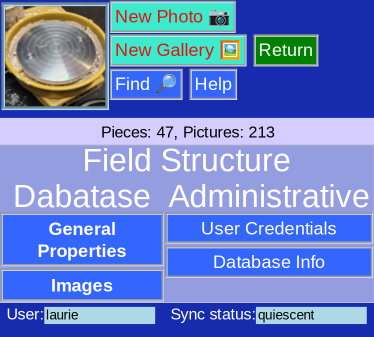 New Photo 📷
New Gallery 🖼️ Return
Find 🔎 Help
Pieces: 47, Pictures: 213
Field Structure
Dabatase Administrative
General Properties
User Credentials
Database Info
Images
User: laurie Sync status: quiescent